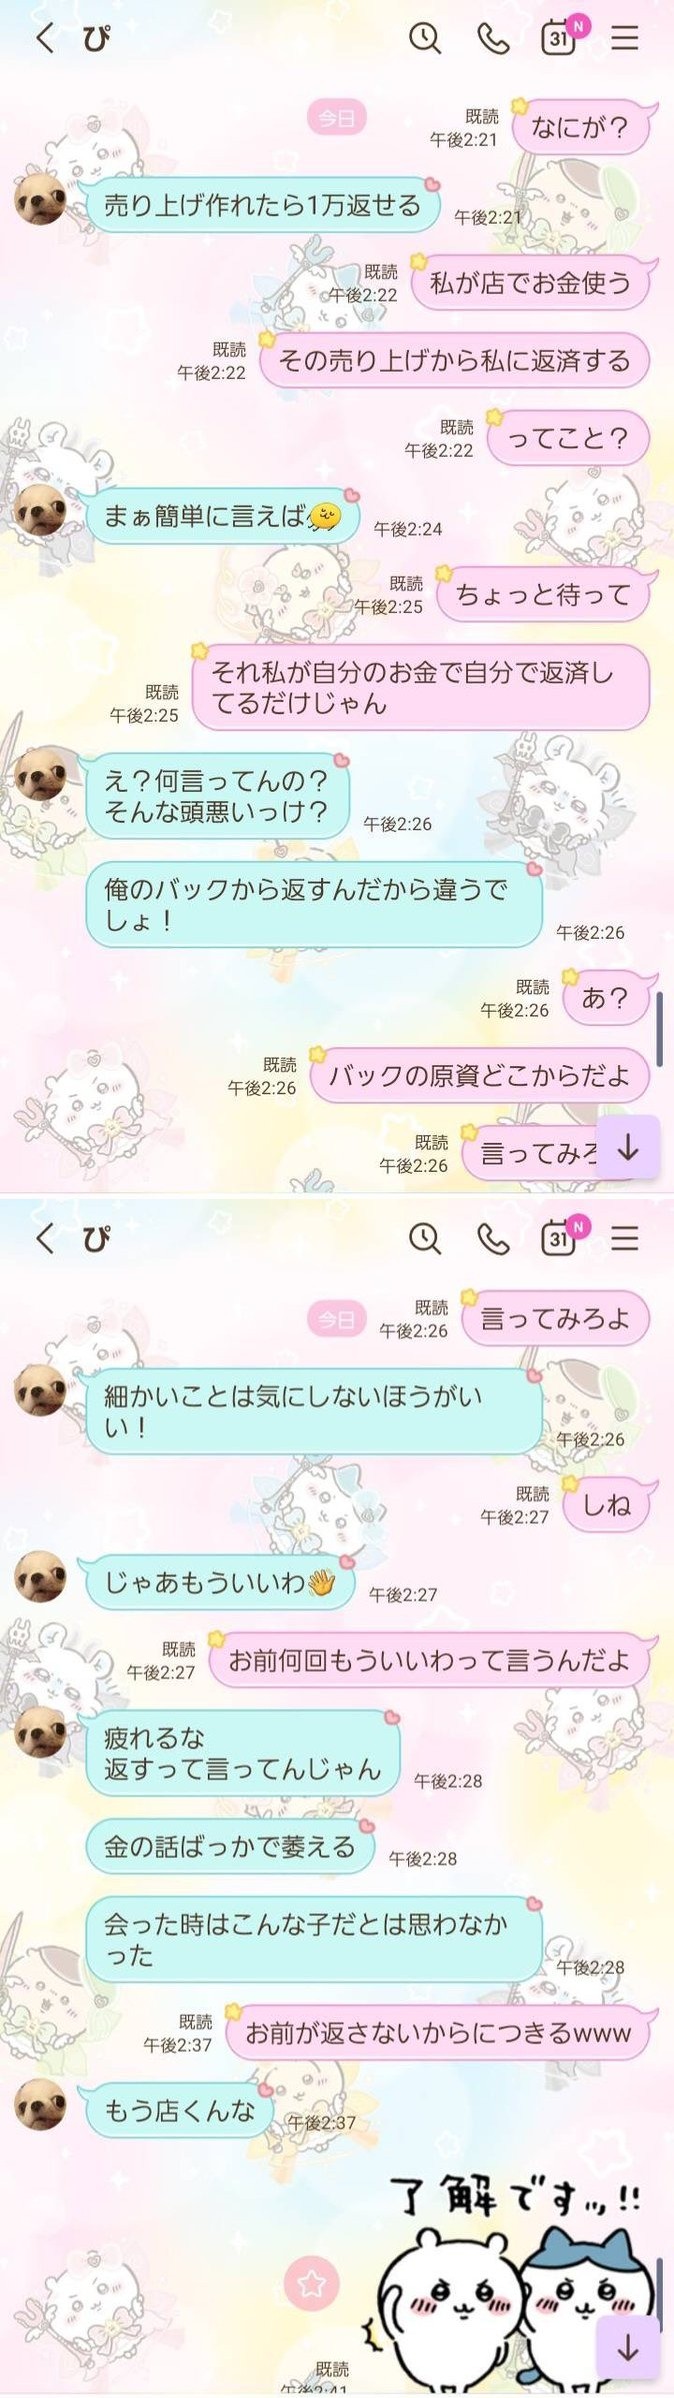 ぴ
31
N
今日
なにが？
既読
午後2:21
売り上げ作れたら1万返せる
午後2:21
私が店でお金使う
既読
午後2:22
その売り上げから私に返済する
既読
午後2:22
ってこと？
既読
午後2:22
まぁ簡単に言えば
午後2:24
ちょっと待って
既読
午後2:25
それ私が自分のお金で自分で返済し
てるだけじゃん
既読
午後2:25
え？何言ってんの？
そんな頭悪いっけ？
午後2:26
俺のバックから返すんだから違うで
しょ！
午後2:26
あ？
既読
午後2:26
バックの原資どこからだよ
既読
午後2:26
言ってみろ
既読
午後2:26
ぴ
31
N
今日
言ってみろよ
既読
午後2:26
細かいことは気にしないほうがい
い！
午後2:26
しね
既読
午後2:27
じゃあもういいわ👋
午後2:27
お前何回もういいわって言うんだよ
既読
午後2:27
疲れるな
返すって言ってんじゃん
午後2:28
金の話ばっかで萎える
午後2:28
会った時はこんな子だとは思わなか
った
午後2:28
お前が返さないからにつきるwww
既読
午後2:37
もう店くんな
午後2:37
了解ですッ!!
既読
午後2:41